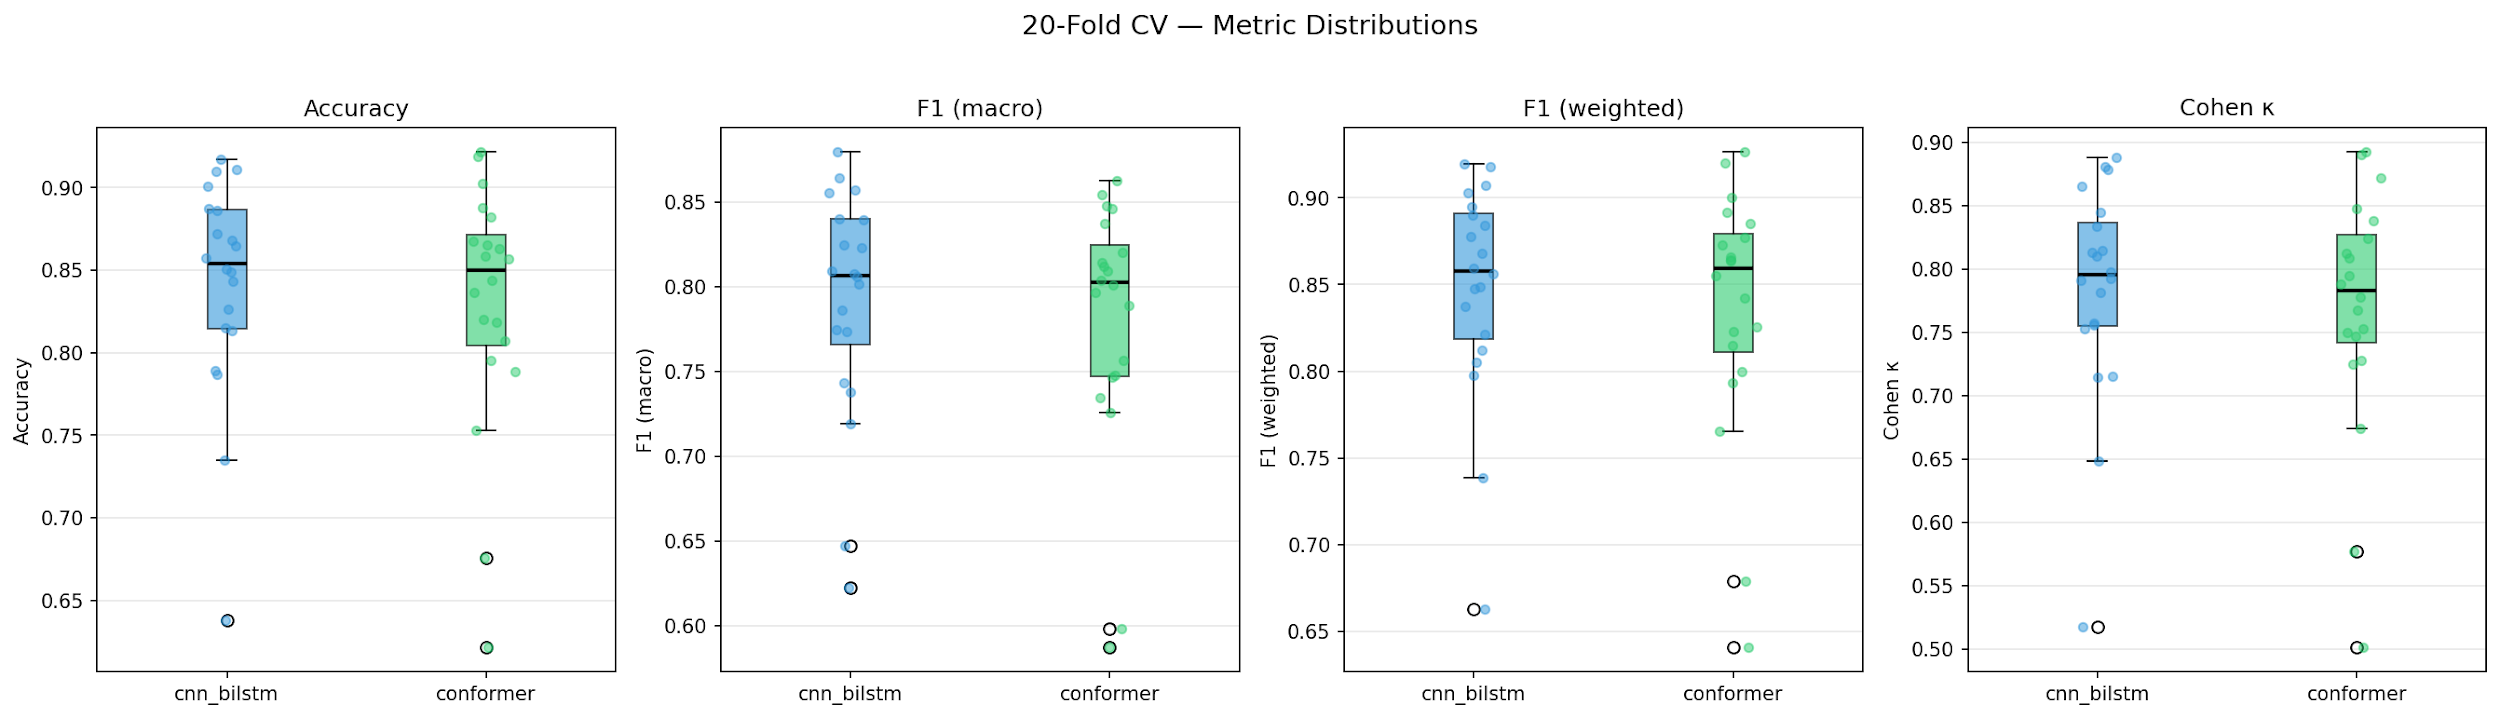 20-Fold CV — Metric Distributions
Accuracy
Accuracy
0.90
0.85
0.80
0.75
0.70
0.65
cnn_bilstm
conformer
F1 (macro)
F1 (macro)
0.85
0.80
0.75
0.70
0.65
0.60
cnn_bilstm
conformer
F1 (weighted)
F1 (weighted)
0.90
0.85
0.80
0.75
0.70
0.65
cnn_bilstm
conformer
Cohen κ
Cohen κ
0.90
0.85
0.80
0.75
0.70
0.65
0.60
0.55
0.50
cnn_bilstm
conformer